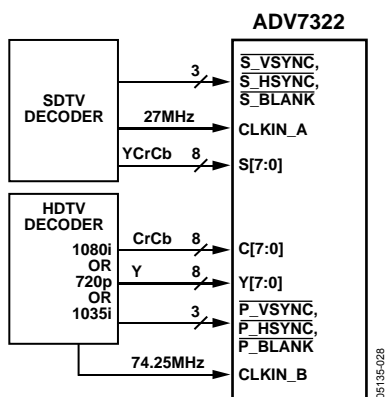 ADV7322
SDTV
DECODER
3
S_VSYNC,
S_HSYNC,
S_BLANK
27MHz
CLKIN_A
YCrCb 8
S[7:0]
HDTV
DECODER
1080i
OR
720p
OR
1035i
CrCb 8
C[7:0]
Y 8
Y[7:0]
3
P_VSYNC,
P_HSYNC,
P_BLANK
74.25MHz
CLKIN_B
05135-028